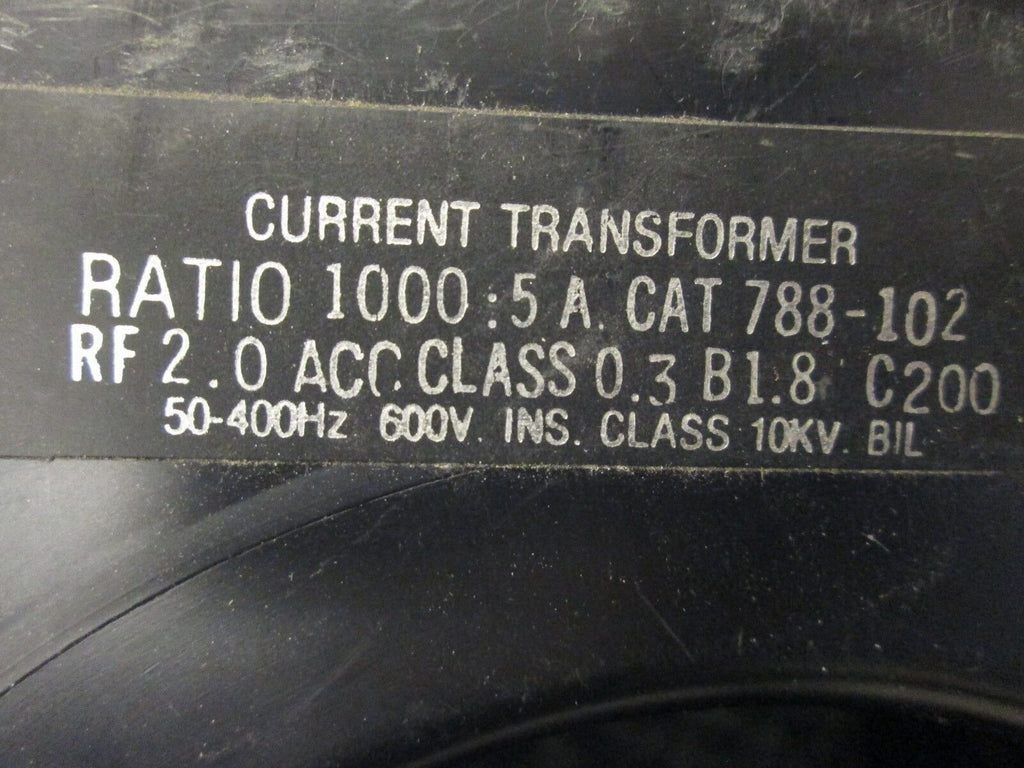 CURRENT TRANSFORMER
RATIO 1000:5 A. CAT 788-102
RF 2.0 ACC. CLASS 0.3 B1.8 C200
50-400Hz 600V. INS. CLASS 10KV. BIL